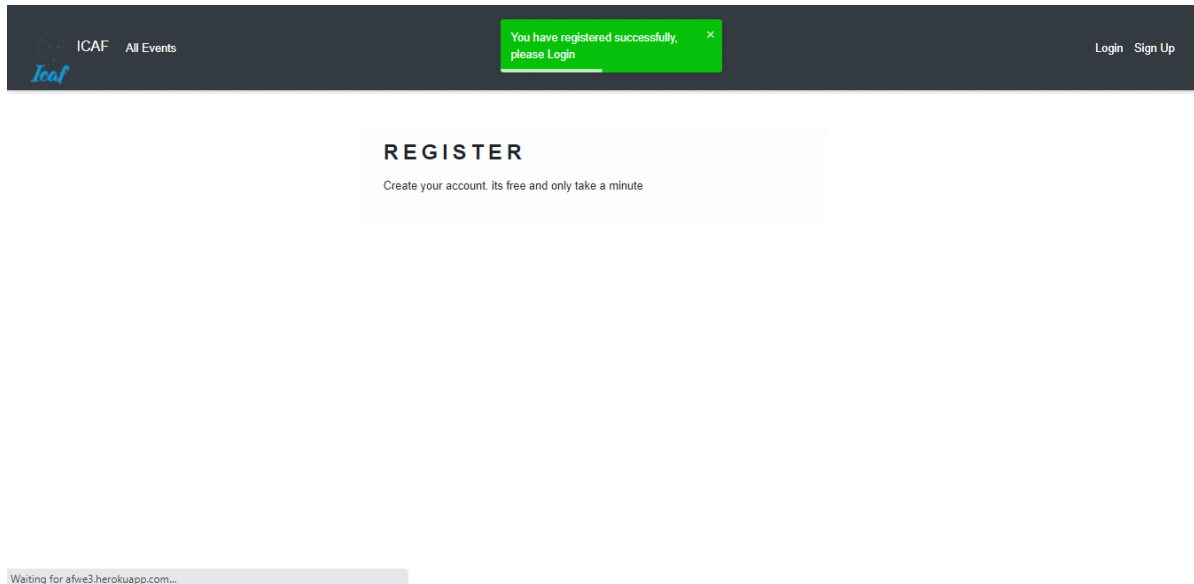 ICAF All Events
Icaf
You have registered successfully, ×
please Login
Login Sign Up
REGISTER
Create your account. its free and only take a minute
Waiting for afwe3.herokuapp.com...